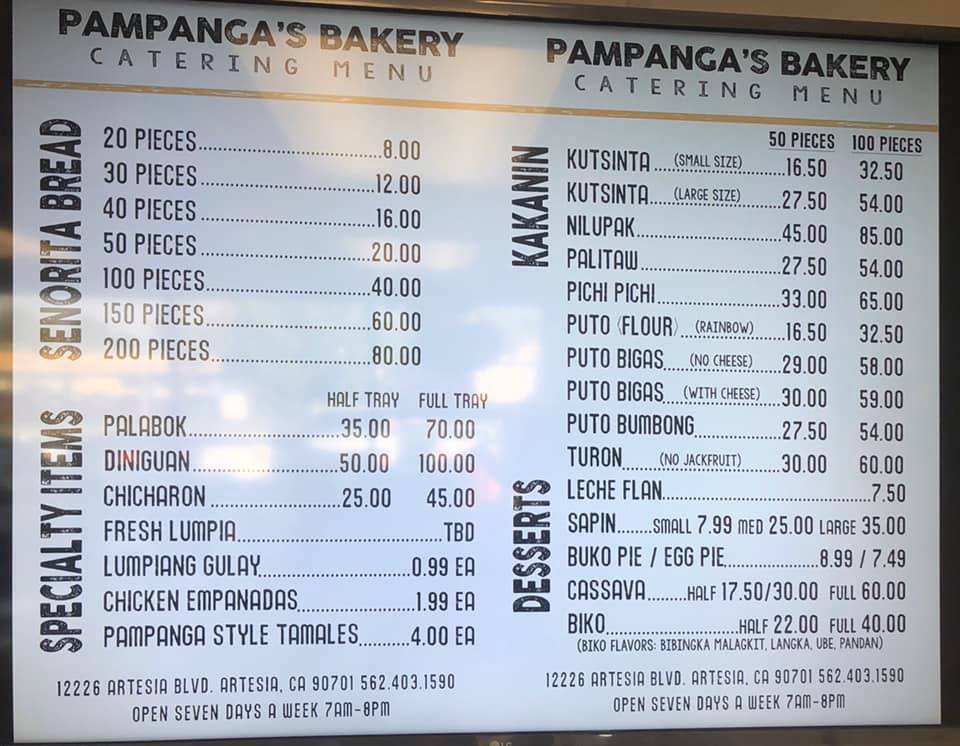 PAMPANGA'S BAKERY
CATERING MENU
SENORITA BREAD
20 PIECES..............................8.00
30 PIECES..............................12.00
40 PIECES..............................16.00
50 PIECES..............................20.00
100 PIECES..............................40.00
150 PIECES..............................60.00
200 PIECES..............................80.00
SPECIALTY ITEMS
HALF TRAY FULL TRAY
PALABOK..............................35.00 70.00
DINIGUAN..............................50.00 100.00
CHICHARON..............................25.00 45.00
FRESH LUMPIA..............................TBD
LUMPIANG GULAY..............................0.99 EA
CHICKEN EMPANADAS..............................1.99 EA
PAMPANGA STYLE TAMALES.........4.00 EA
12226 ARTESIA BLVD. ARTESIA, CA 90701 562.403.1590
OPEN SEVEN DAYS A WEEK 7AM-8PM
PAMPANGA'S BAKERY
CATERING MENU
KAKANIN
50 PIECES 100 PIECES
KUTSINTA....(SMALL SIZE)..........16.50 32.50
KUTSINTA....(LARGE SIZE)..........27.50 54.00
NILUPAK..............................45.00 85.00
PALITAW..............................27.50 54.00
PICHI PICHI..............................33.00 65.00
PUTO (FLOUR)...(RAINBOW).....16.50 32.50
PUTO BIGAS....(NO CHEESE).....29.00 58.00
PUTO BIGAS...(WITH CHEESE)....30.00 59.00
PUTO BUMBONG....................27.50 54.00
TURON......(NO JACKFRUIT).......30.00 60.00
DESSERTS
LECHE FLAN..............................7.50
SAPIN.......SMALL 7.99 MED 25.00 LARGE 35.00
BUKO PIE / EGG PIE....................8.99 / 7.49
CASSAVA........HALF 17.50/30.00 FULL 60.00
BIKO....................HALF 22.00 FULL 40.00
(BIKO FLAVORS: BIBINGKA MALAGKIT, LANGKA, UBE, PANDAN)
12226 ARTESIA BLVD. ARTESIA, CA 90701 562.403.1590
OPEN SEVEN DAYS A WEEK 7AM-8PM
LG